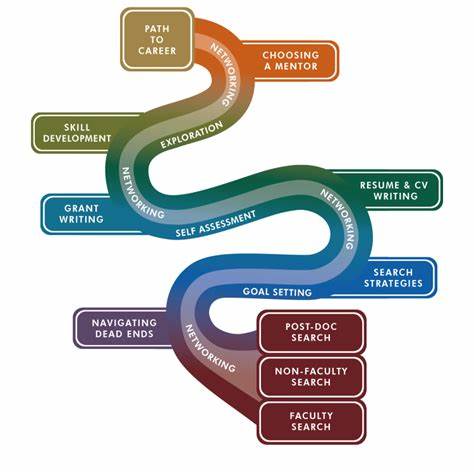 PATH
TO
CAREER
NETWORKING
CHOOSING
A MENTOR
EXPLORATION
SKILL
DEVELOPMENT
NETWORKING
RESUME & CV
WRITING
GRANT
WRITING
SELF ASSESSMENT
NETWORKING
SEARCH
STRATEGIES
GOAL SETTING
NAVIGATING
DEAD ENDS
NETWORKING
POST-DOC
SEARCH
NON-FACULTY
SEARCH
FACULTY
SEARCH